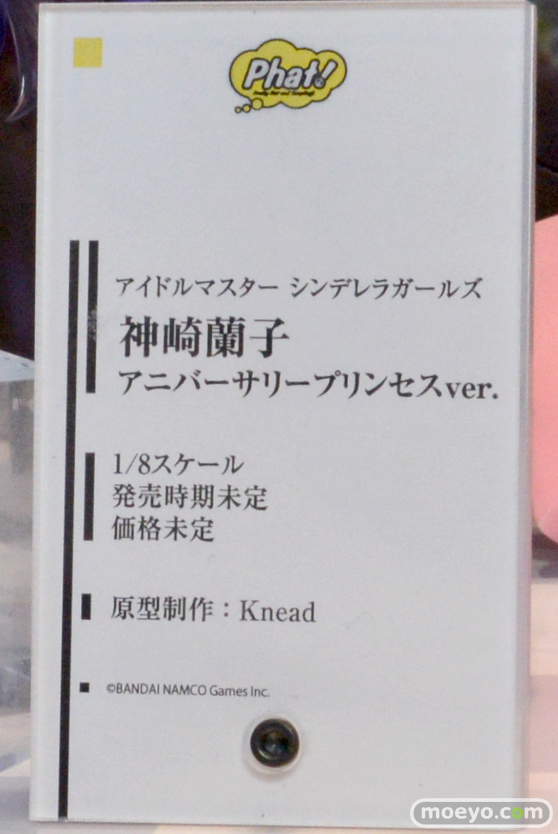 Phat!
アイドルマスター シンデレラガールズ
神崎蘭子
アニバーサリープリンセスver.
1/8スケール
発売時期未定
価格未定
原型制作：Knead
©BANDAI NAMCO Games Inc.
moeyo.com